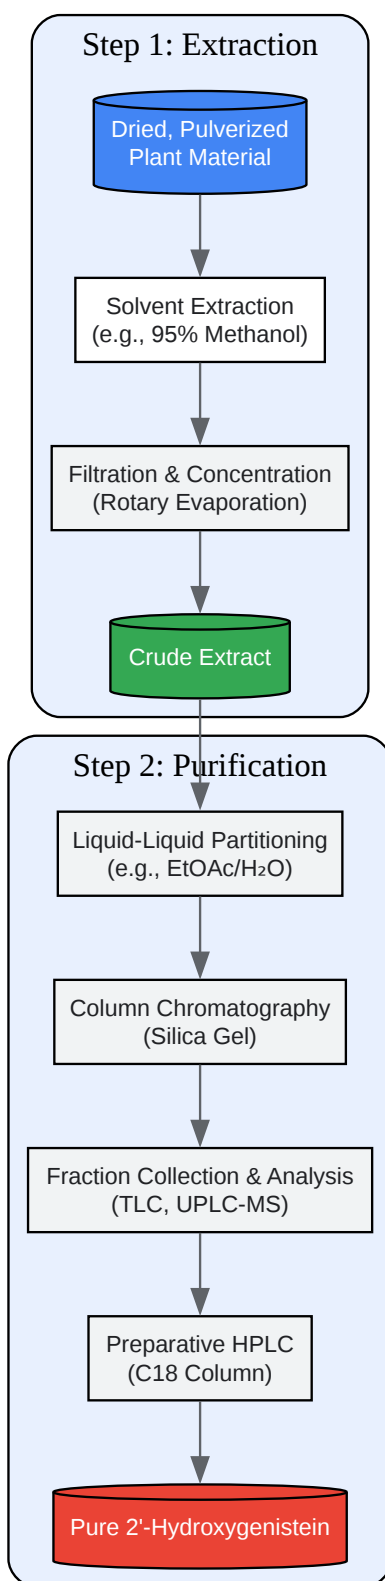 Step 1: Extraction
Dried, Pulverized
Plant Material
Solvent Extraction
(e.g., 95% Methanol)
Filtration & Concentration
(Rotary Evaporation)
Crude Extract
Step 2: Purification
Liquid-Liquid Partitioning
(e.g., EtOAc/H₂O)
Column Chromatography
(Silica Gel)
Fraction Collection & Analysis
(TLC, UPLC-MS)
Preparative HPLC
(C18 Column)
Pure 2'-Hydroxygenistein